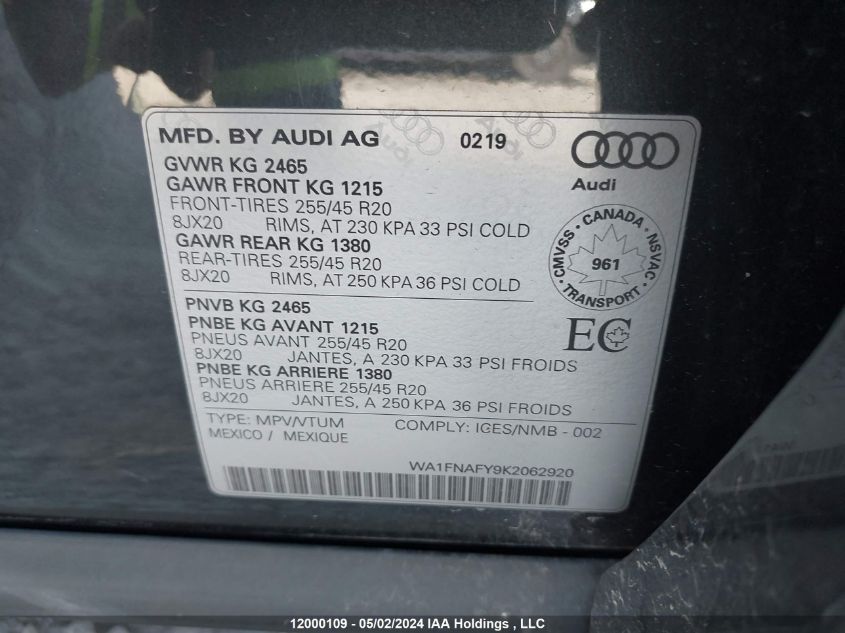 MFD. BY AUDI AG 0219
Audi
GVWR KG 2465
GAWR FRONT KG 1215
FRONT-TIRES 255/45 R20
8JX20 RIMS, AT 230 KPA 33 PSI COLD
GAWR REAR KG 1380
REAR-TIRES 255/45 R20
8JX20 RIMS, AT 250 KPA 36 PSI COLD
CMVSS - CANADA - NSVAC
961
TRANSPORT
PNVB KG 2465
PNBE KG AVANT 1215
PNEUS AVANT 255/45 R20
8JX20 JANTES, A 230 KPA 33 PSI FROIDS
PNBE KG ARRIERE 1380
PNEUS ARRIERE 255/45 R20
8JX20 JANTES, A 250 KPA 36 PSI FROIDS
EC
TYPE: MPV/VTUM COMPLY: ICES/NMB - 002
MEXICO / MEXIQUE
WA1FNAFY9K2062920
12000109 - 05/02/2024 IAA Holdings , LLC